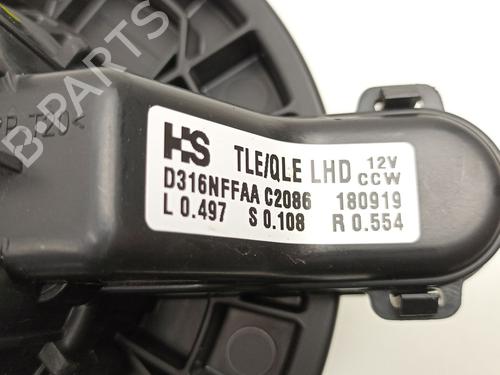 B-PARTS
HS TLE/QLE LHD 12V CCW
D316NFFAA C2086 180919
L 0.497 S 0.108 R 0.554